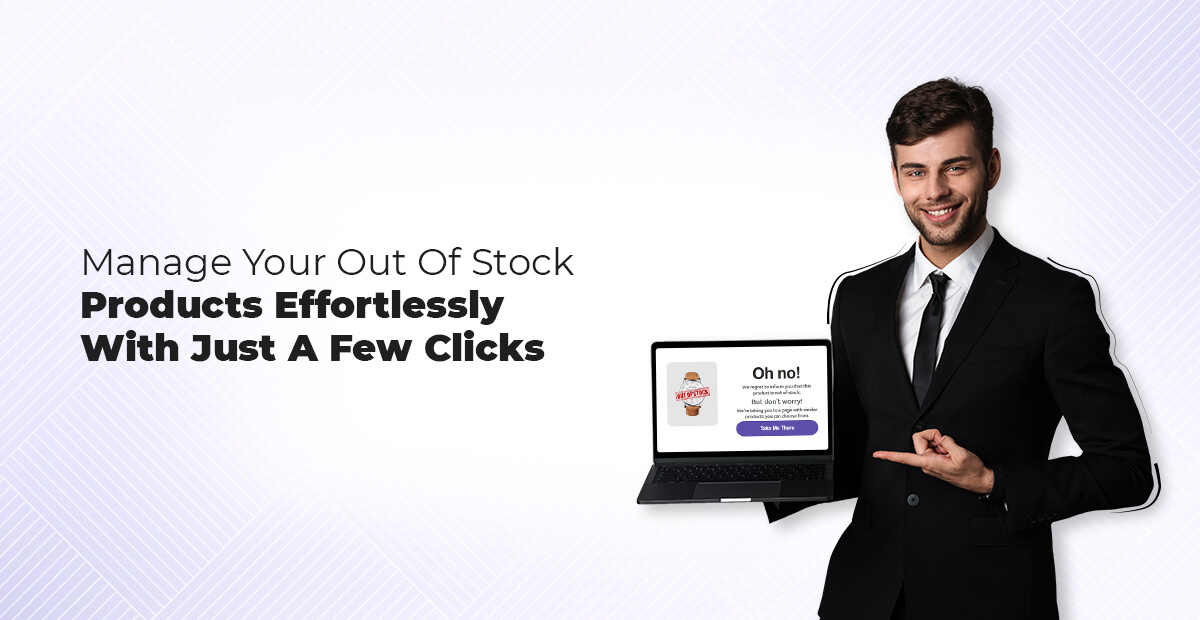 Manage Your Out Of Stock
Products Effortlessly
With Just A Few Clicks
Oh no!
We regret to inform you that this
product is out of stock.
But don't worry!
We're taking you to a page with similar
products you can choose from.
Take Me There
OUT OF STOCK